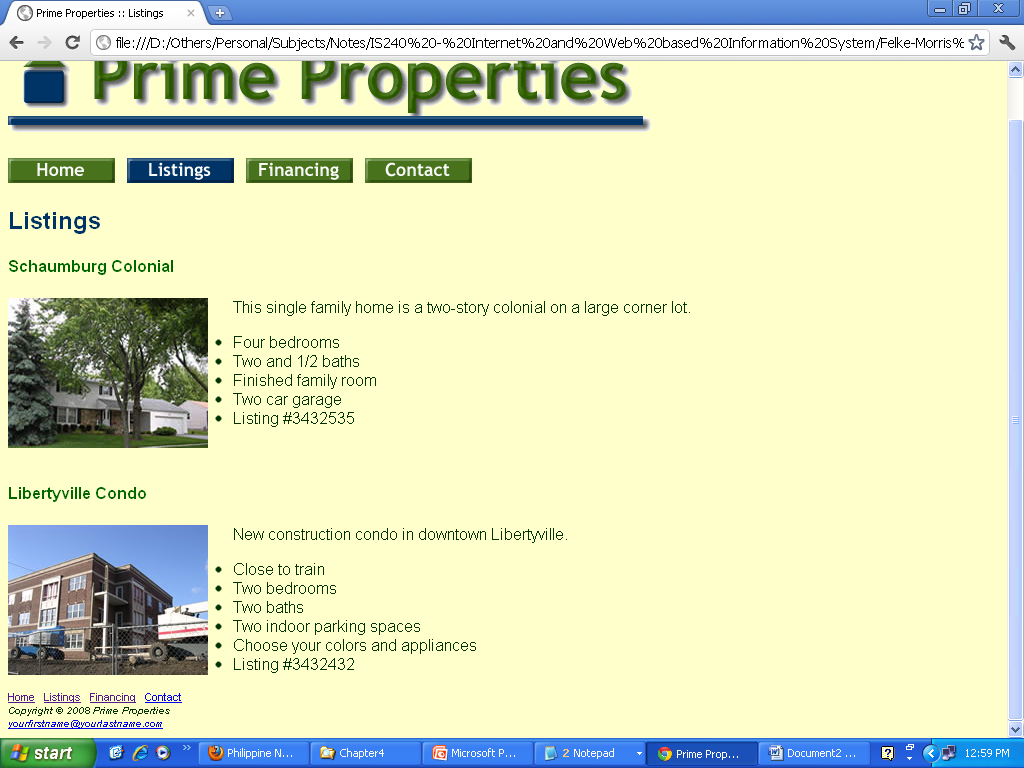 Prime Properties :: Listings
file:///D:/Others/Personal/Subjects/Notes/IS240%20-%20Internet%20and%20Web%20based%20Information%20System/Felke-Morris%
Prime Properties
Home Listings Financing Contact
Listings
Schaumburg Colonial
This single family home is a two-story colonial on a large corner lot.
• Four bedrooms
• Two and 1/2 baths
• Finished family room
• Two car garage
• Listing #3432535
Libertyville Condo
New construction condo in downtown Libertyville.
• Close to train
• Two bedrooms
• Two baths
• Two indoor parking spaces
• Choose your colors and appliances
• Listing #3432432
Home Listings Financing Contact
Copyright © 2008 Prime Properties
yourfirstname@yourlastname.com
start Philippine N... Chapter4 Microsoft P... 2 Notepad Prime Prop... Document2 ... 12:59 PM